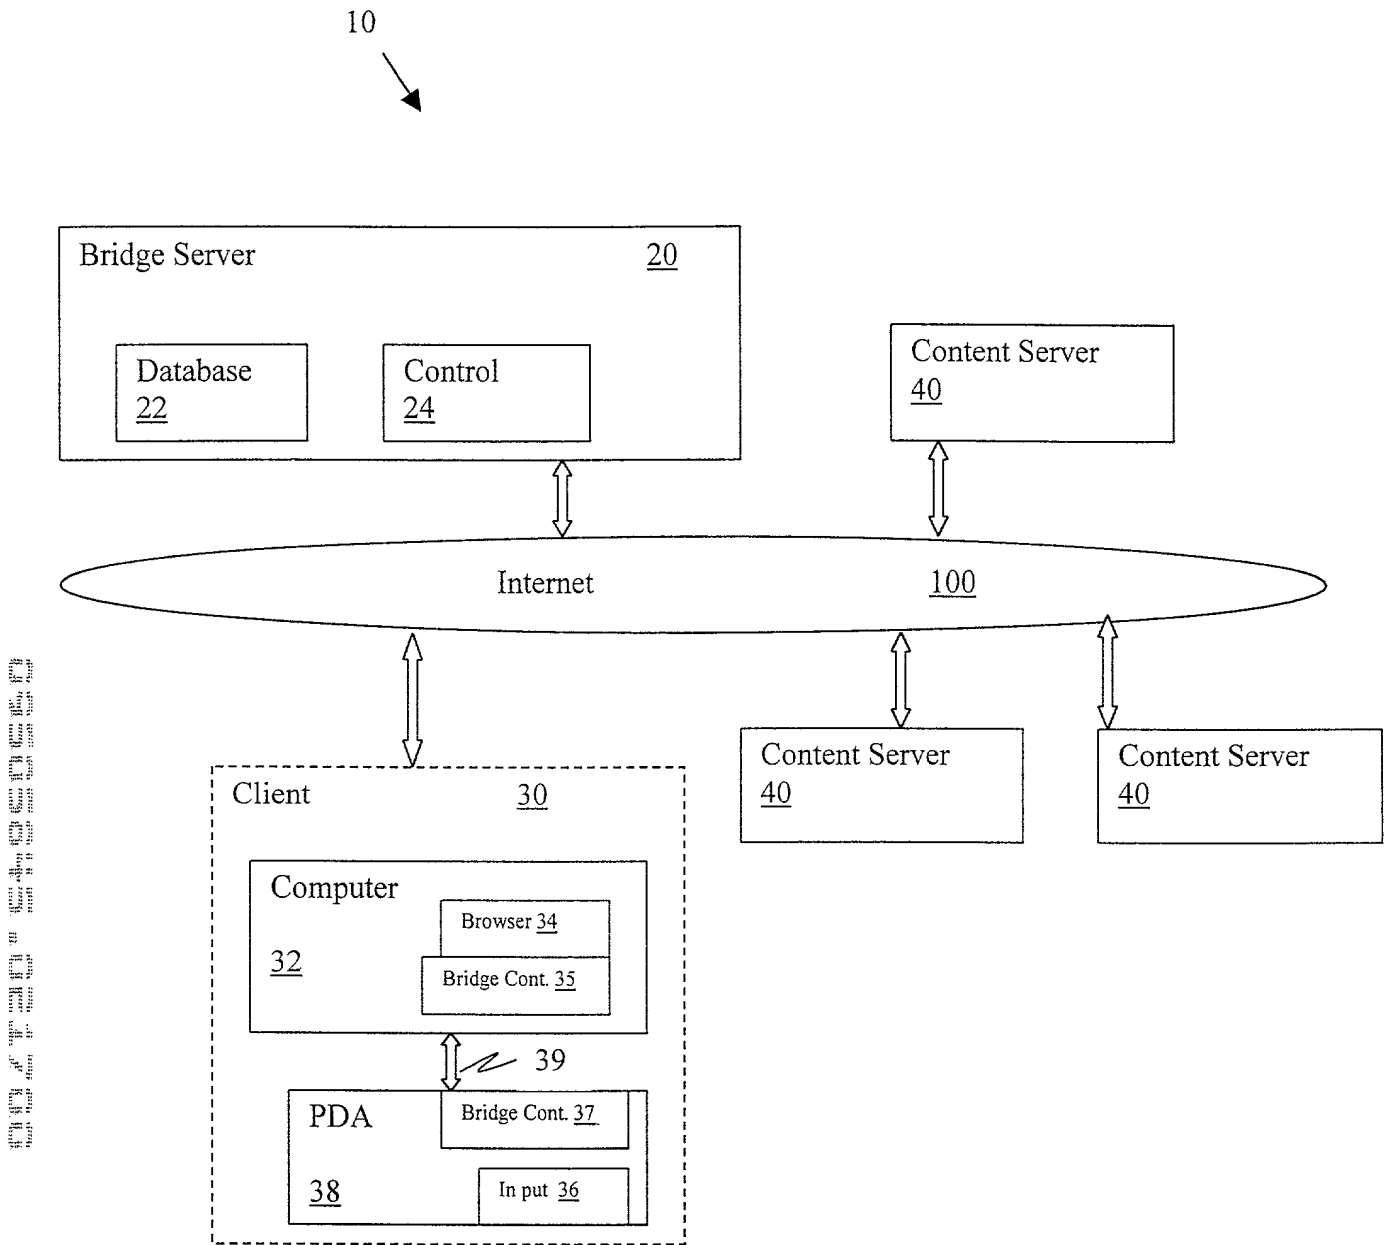 10
Bridge Server 20
Database
22
Control
24
Content Server
40
Internet 100
Content Server
40
Content Server
40
Client 30
Computer
32
Browser 34
Bridge Cont. 35
39
PDA
38
Bridge Cont. 37
In put 36